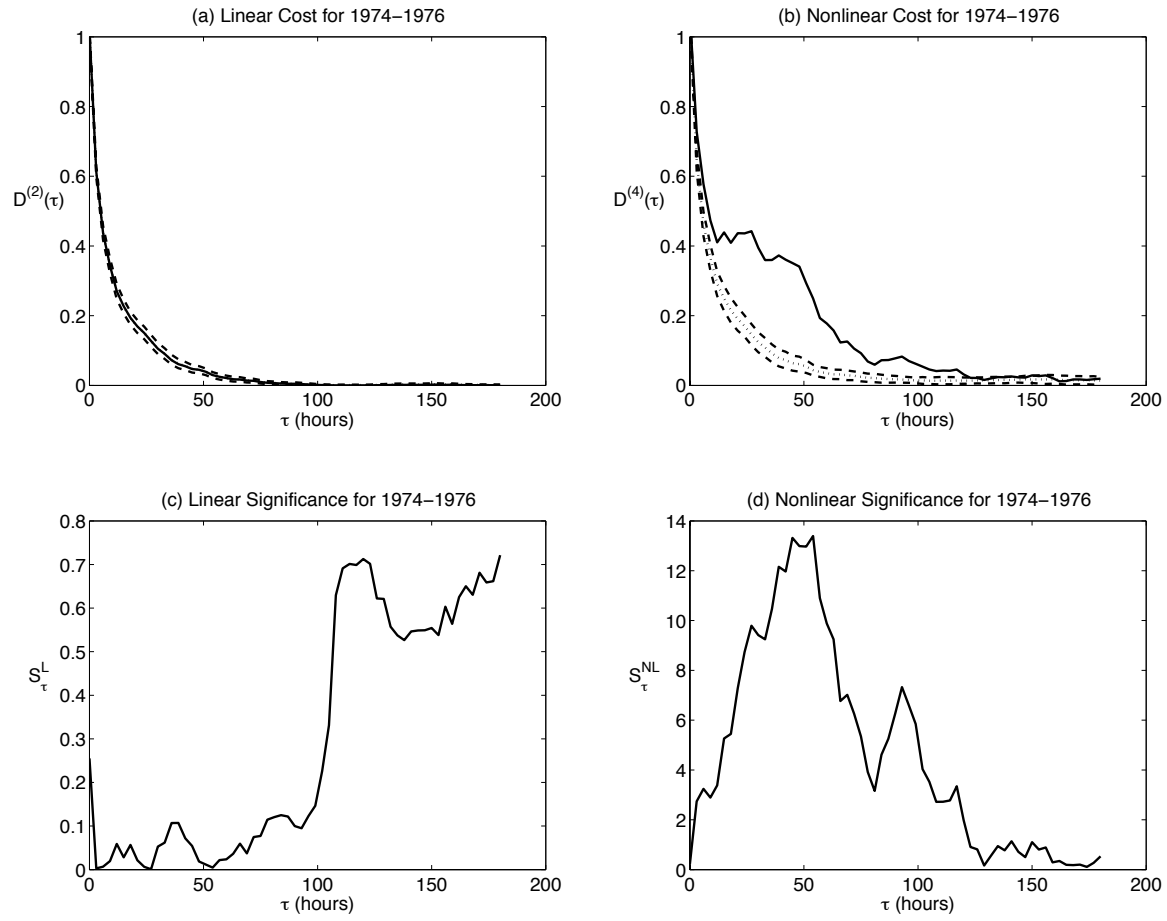 (a) Linear Cost for 1974–1976
1
0.8
0.6
D(2)(τ)
0.4
0.2
0
0 50 100 150 200
τ (hours)
(b) Nonlinear Cost for 1974–1976
1
0.8
0.6
D(4)(τ)
0.4
0.2
0
0 50 100 150 200
τ (hours)
(c) Linear Significance for 1974–1976
0.8
0.7
0.6
0.5
S_τ^L
0.4
0.3
0.2
0.1
0
0 50 100 150 200
τ (hours)
(d) Nonlinear Significance for 1974–1976
14
12
10
8
S_τ^NL
6
4
2
0
0 50 100 150 200
τ (hours)